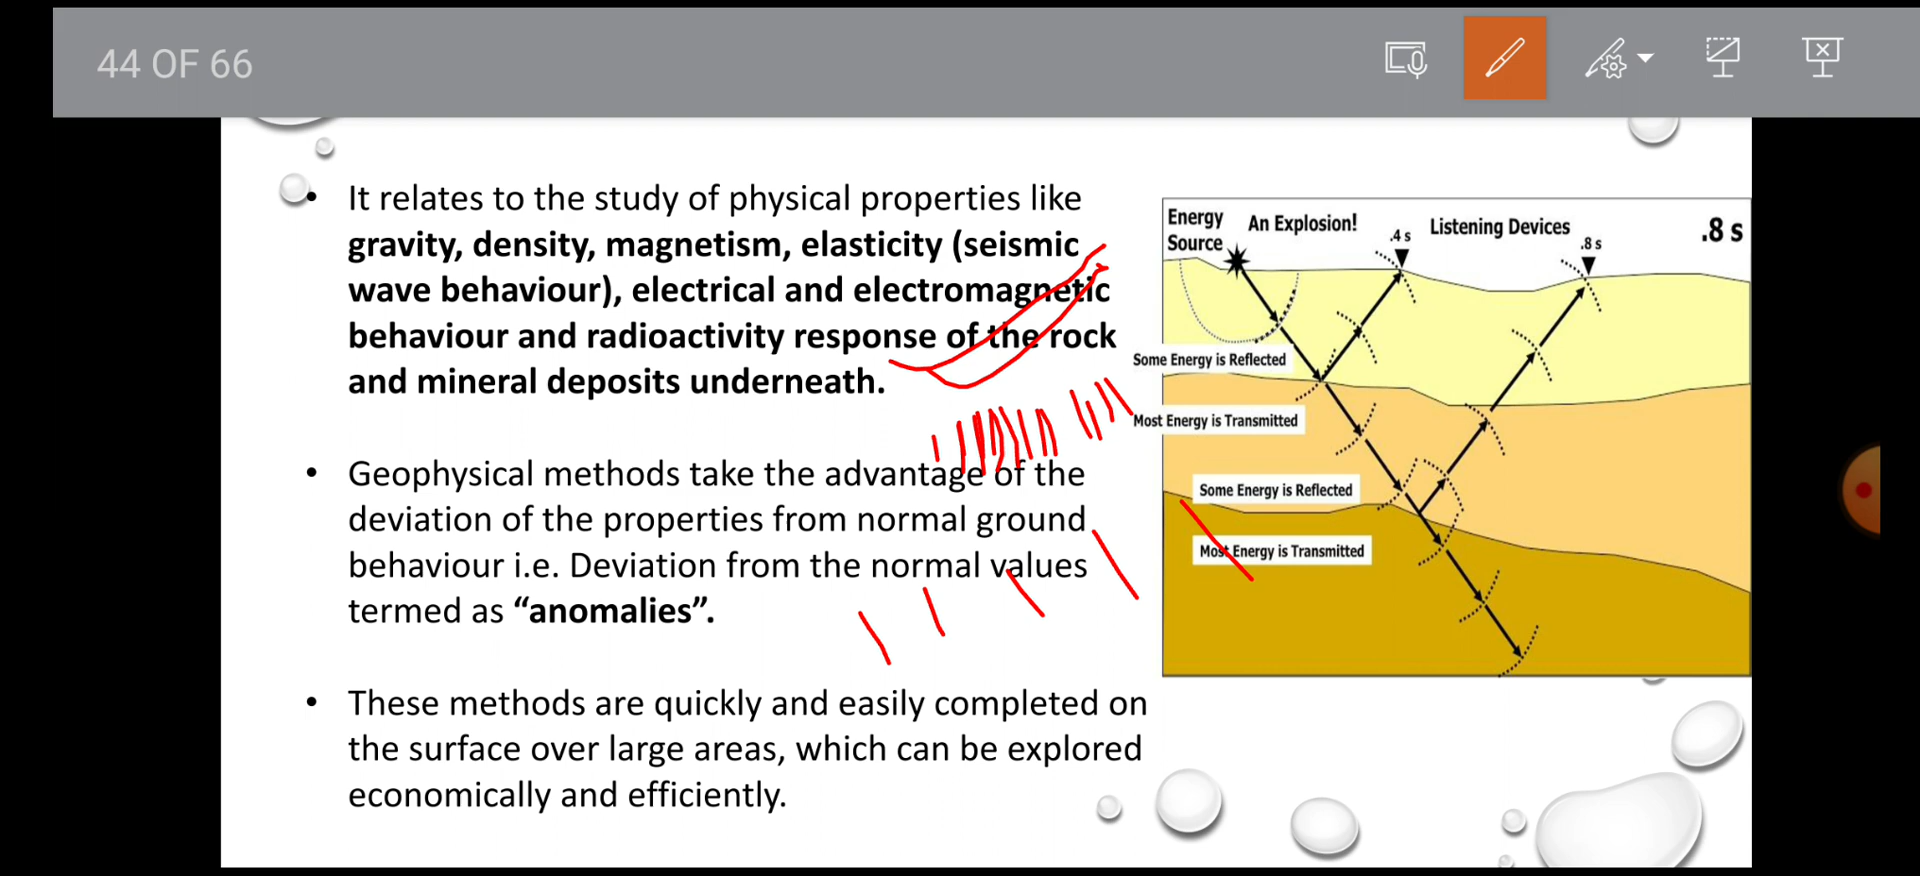 44 OF 66
• It relates to the study of physical properties like
gravity, density, magnetism, elasticity (seismic
wave behaviour), electrical and electromagnetic
behaviour and radioactivity response of the rock
and mineral deposits underneath.
• Geophysical methods take the advantage of the
deviation of the properties from normal ground
behaviour i.e. Deviation from the normal values
termed as “anomalies”.
• These methods are quickly and easily completed on
the surface over large areas, which can be explored
economically and efficiently.
Energy
Source
An Explosion!
.4 s
Listening Devices
.8 s
.8 s
Some Energy is Reflected
Most Energy is Transmitted
Some Energy is Reflected
Most Energy is Transmitted